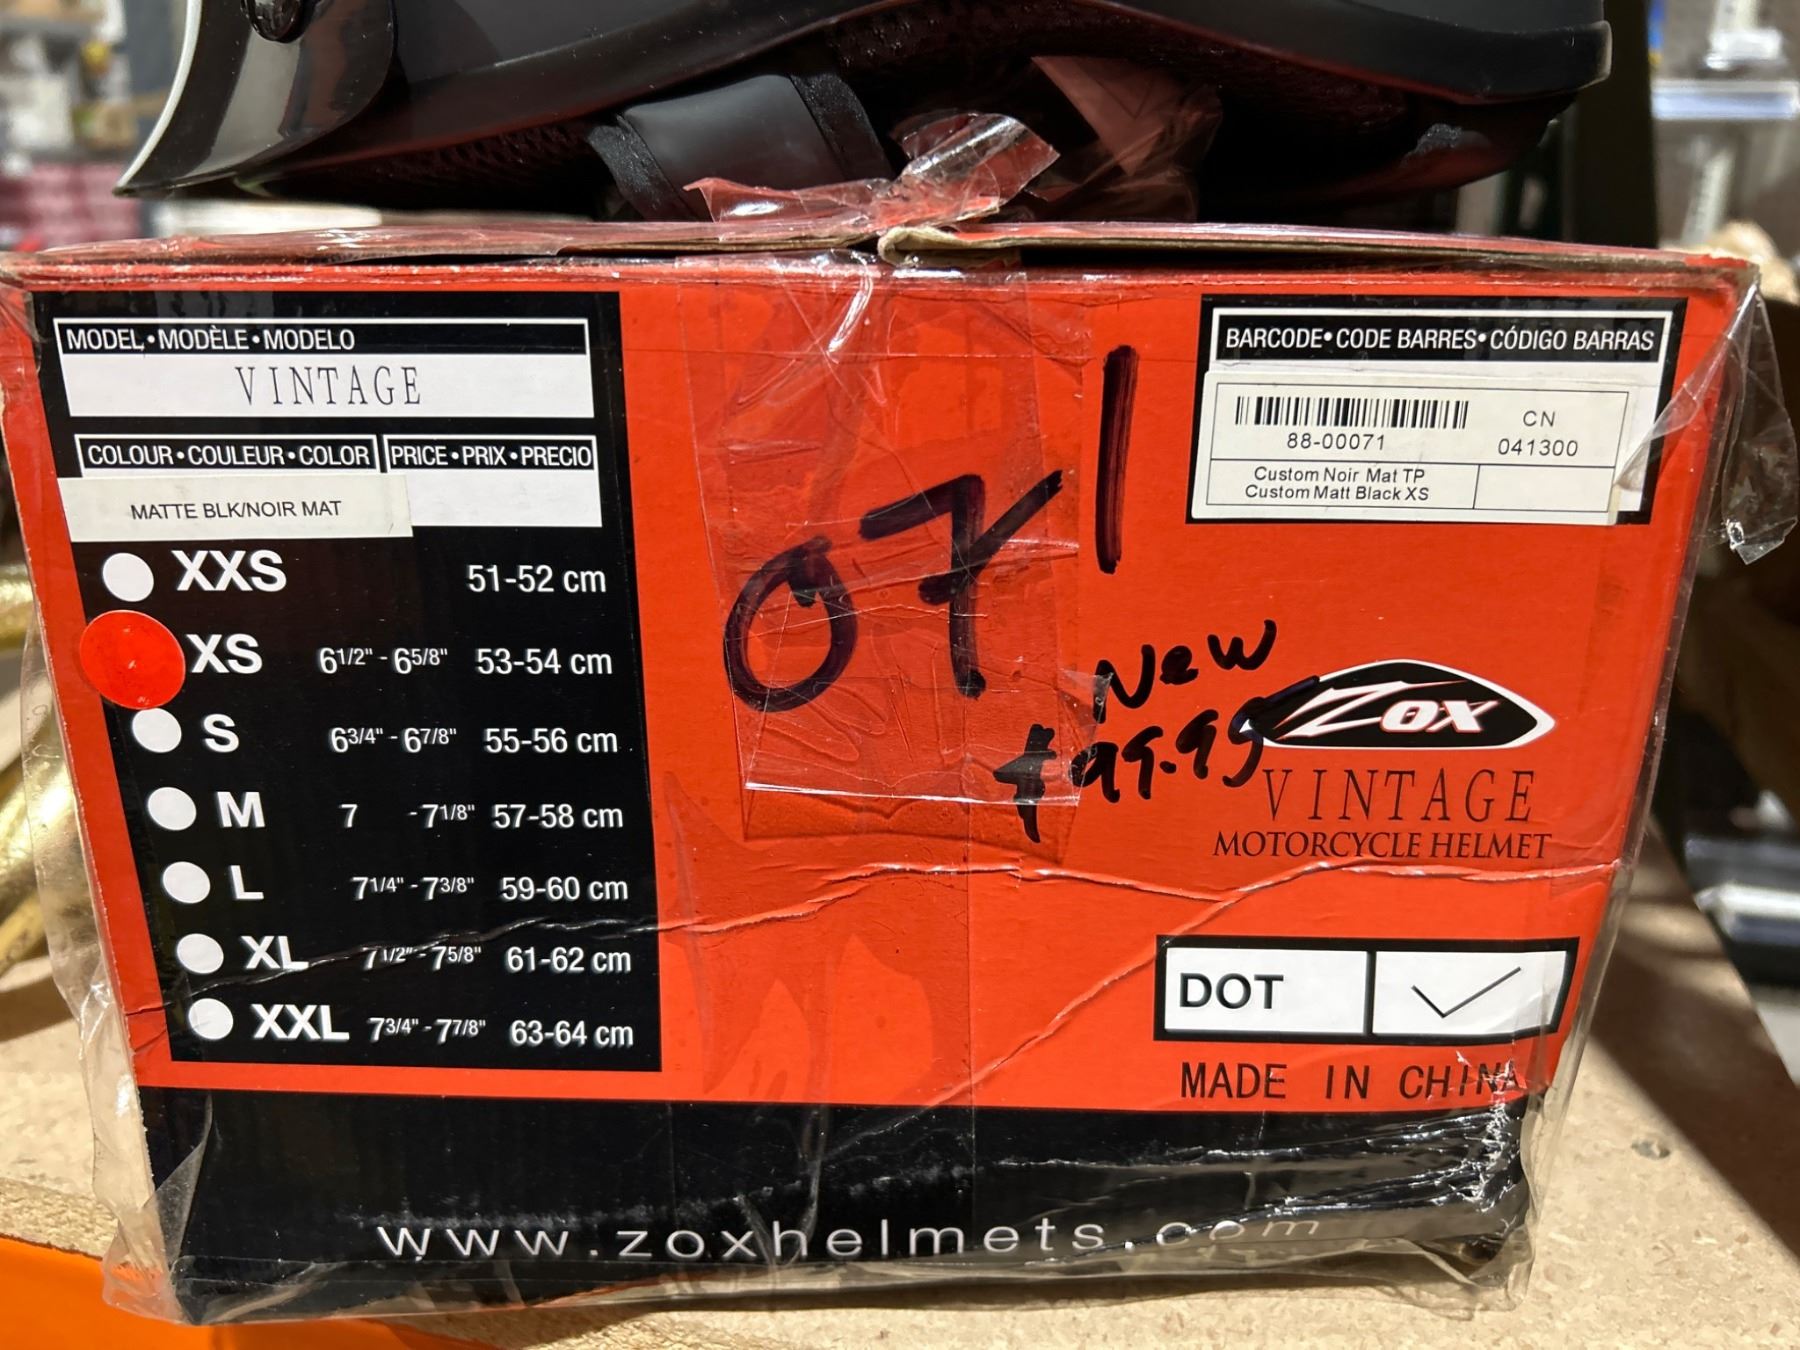 MODEL•MODÈLE•MODELO
VINTAGE
COLOUR•COULEUR•COLOR PRICE•PRIX•PRECIO
MATTE BLK/NOIR MAT
XXS 51-52 cm
XS 6 1/2" - 6 5/8" 53-54 cm
S 6 3/4" - 6 7/8" 55-56 cm
M 7 - 7 1/8" 57-58 cm
L 7 1/4" - 7 3/8" 59-60 cm
XL 7 1/2" - 7 5/8" 61-62 cm
XXL 7 3/4" - 7 7/8" 63-64 cm
071
New
$99.99
BARCODE•CODE BARRES•CÓDIGO BARRAS
88-00071
CN
041300
Custom Noir Mat TP
Custom Matt Black XS
ZOX
VINTAGE
MOTORCYCLE HELMET
DOT
MADE IN CHINA
www.zoxhelmets.com